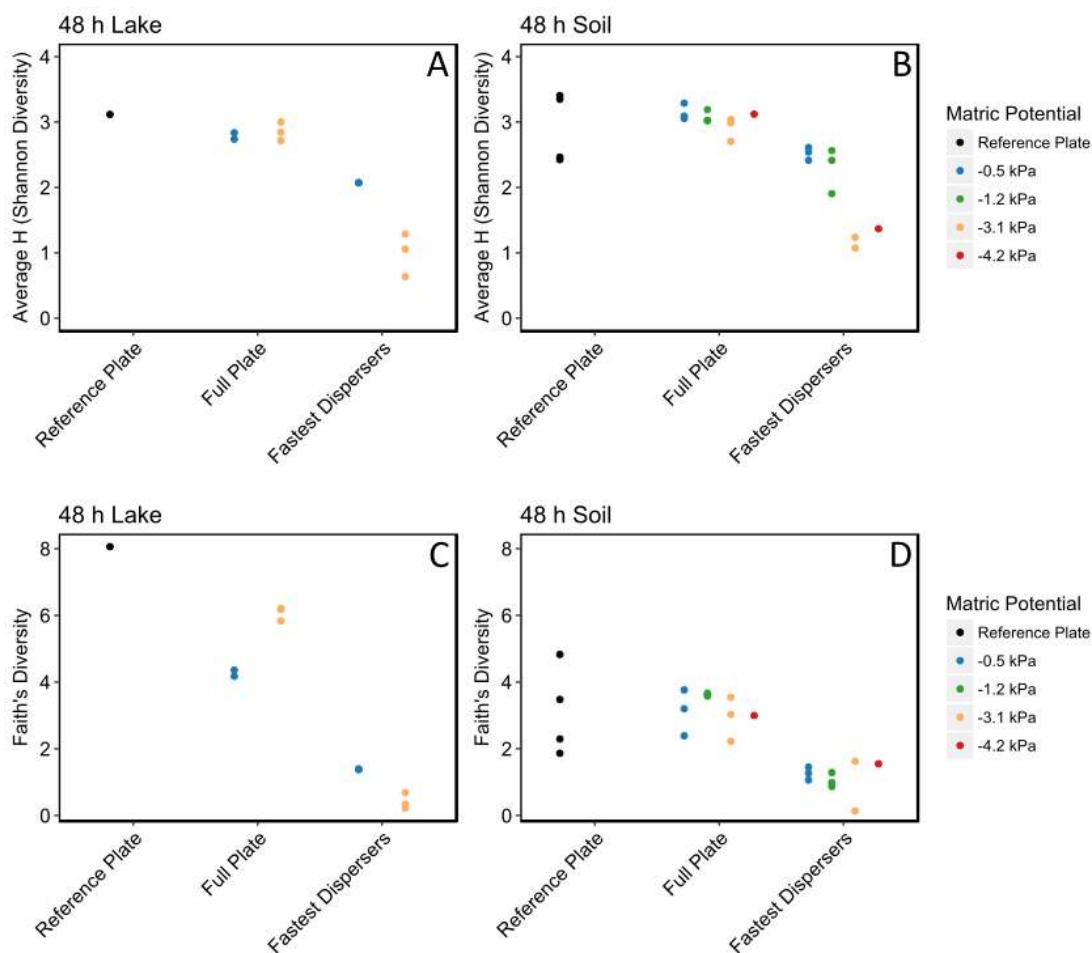 48 h Lake
A
Average H (Shannon Diversity)
4
3
2
1
0
Reference Plate
Full Plate
Fastest Dispersers
48 h Soil
B
Average H (Shannon Diversity)
4
3
2
1
0
Reference Plate
Full Plate
Fastest Dispersers
Matric Potential
Reference Plate
-0.5 kPa
-1.2 kPa
-3.1 kPa
-4.2 kPa
48 h Lake
C
Faith's Diversity
8
6
4
2
0
Reference Plate
Full Plate
Fastest Dispersers
48 h Soil
D
Faith's Diversity
8
6
4
2
0
Reference Plate
Full Plate
Fastest Dispersers
Matric Potential
Reference Plate
-0.5 kPa
-1.2 kPa
-3.1 kPa
-4.2 kPa